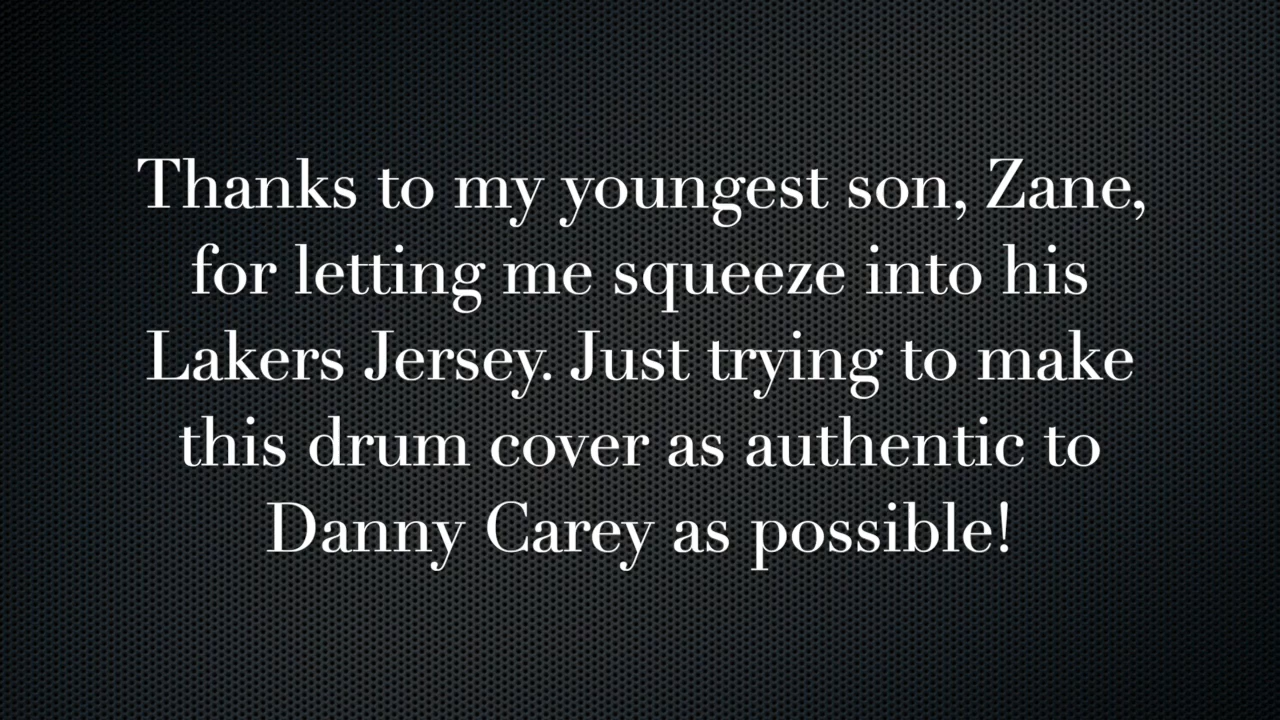 Thanks to my youngest son, Zane,
for letting me squeeze into his
Lakers Jersey. Just trying to make
this drum cover as authentic to
Danny Carey as possible!